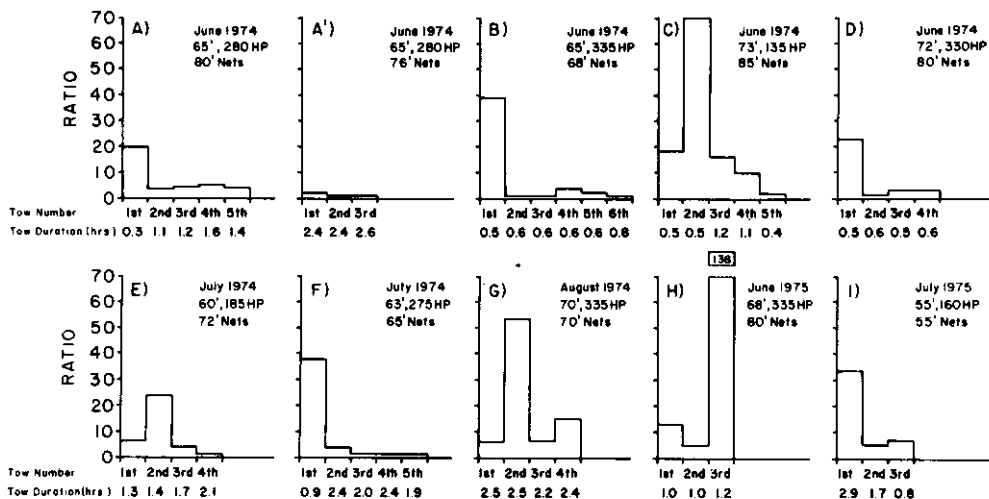 A) June 1974
65', 280 HP
80' Nets
A') June 1974
65', 280 HP
76' Nets
B) June 1974
65', 335 HP
68' Nets
C) June 1974
73', 135 HP
85' Nets
D) June 1974
72', 330 HP
80' Nets
RATIO
70
60
50
40
30
20
10
0
Tow Number 1st 2nd 3rd 4th 5th 1st 2nd 3rd 1st 2nd 3rd 4th 5th 6th 1st 2nd 3rd 4th 5th 1st 2nd 3rd 4th
Tow Duration (hrs) 0.3 1.1 1.2 1.6 1.4 2.4 2.4 2.6 0.5 0.6 0.6 0.6 0.6 0.8 0.5 0.5 1.2 1.1 0.4 0.5 0.6 0.5 0.6
136
E) July 1974
60', 185 HP
72' Nets
F) July 1974
63', 275 HP
65' Nets
G) August 1974
70', 335 HP
70' Nets
H) June 1975
68', 335 HP
80' Nets
I) July 1975
55', 160 HP
55' Nets
RATIO
70
60
50
40
30
20
10
0
Tow Number 1st 2nd 3rd 4th 1st 2nd 3rd 4th 5th 1st 2nd 3rd 4th 1st 2nd 3rd 1st 2nd 3rd
Tow Duration (hrs) 1.3 1.4 1.7 2.1 0.9 2.4 2.0 2.4 1.9 2.5 2.5 2.2 2.4 1.0 1.0 1.2 2.9 1.7 0.8